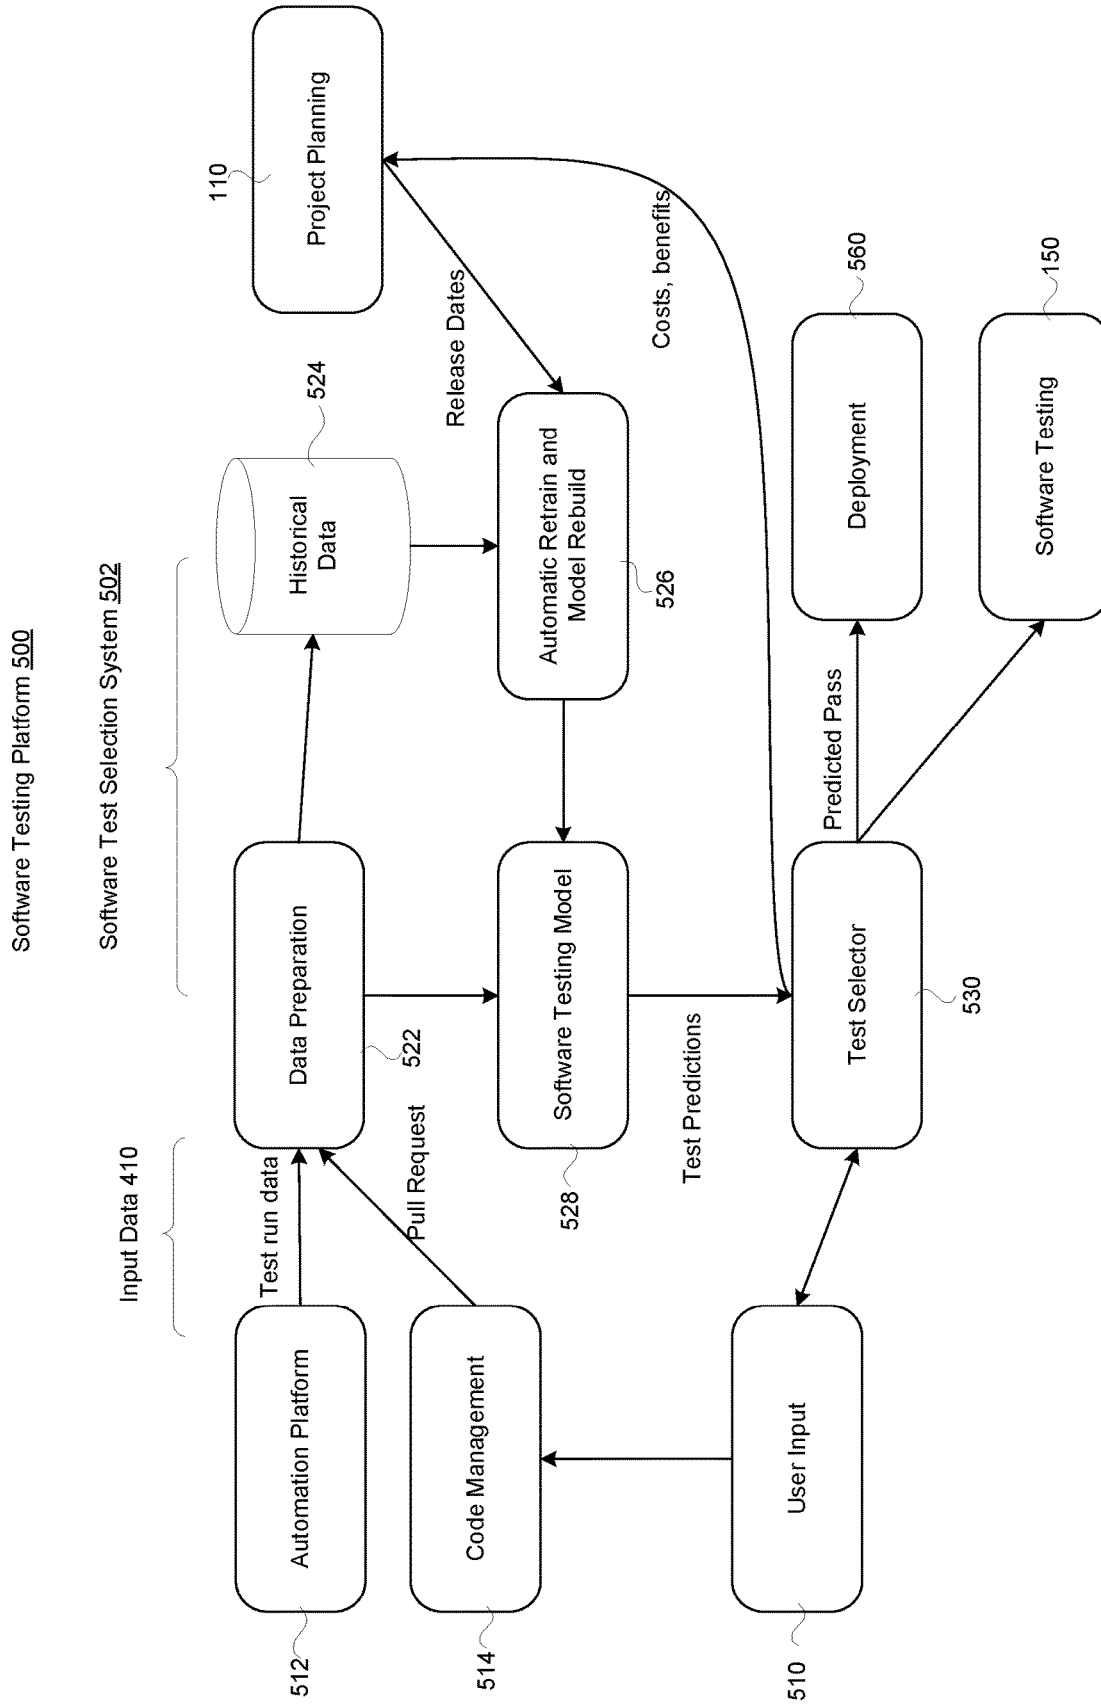 Software Testing Platform 500
Software Test Selection System 502
Input Data 410
512
Automation Platform
Test run data
Data Preparation
522
Historical
Data
524
110
Project Planning
514
Code Management
Pull Request
528
Software Testing Model
Automatic Retrain and
Model Rebuild
526
Release Dates
Test Predictions
Costs, benefits
510
User Input
Test Selector
530
Predicted Pass
Deployment
560
Software Testing
150